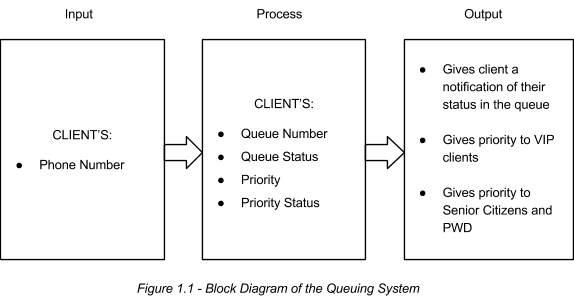 Input
Process
Output
CLIENT'S:
● Phone Number
CLIENT'S:
● Queue Number
● Queue Status
● Priority
● Priority Status
● Gives client a
notification of their
status in the queue
● Gives priority to VIP
clients
● Gives priority to
Senior Citizens and
PWD
Figure 1.1 - Block Diagram of the Queuing System